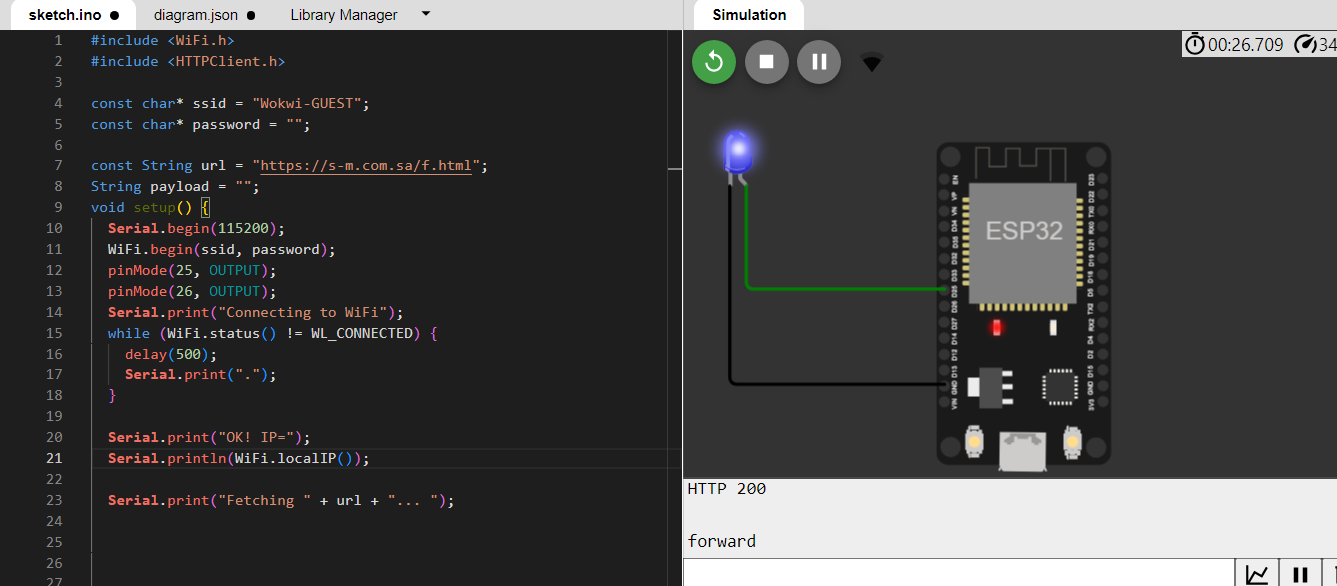 sketch.ino ● diagram.json ● Library Manager
1 #include <WiFi.h>
2 #include <HTTPClient.h>
3
4 const char* ssid = "Wokwi-GUEST";
5 const char* password = "";
6
7 const String url = "https://s-m.com.sa/f.html";
8 String payload = "";
9 void setup() {
10 Serial.begin(115200);
11 WiFi.begin(ssid, password);
12 pinMode(25, OUTPUT);
13 pinMode(26, OUTPUT);
14 Serial.print("Connecting to WiFi");
15 while (WiFi.status() != WL_CONNECTED) {
16 delay(500);
17 Serial.print(".");
18 }
19
20 Serial.print("OK! IP=");
21 Serial.println(WiFi.localIP());
22
23 Serial.print("Fetching " + url + "... ");
24
25
26
27
Simulation
00:26.709 34
ESP32
EN
VP
VN
D34
D35
D32
D33
D25
D26
D27
D14
D12
D13
GND
VIN
D23
D22
TX0
RX0
D21
D19
D18
D5
TX2
RX2
D4
D2
D15
GND
3V3
HTTP 200
forward